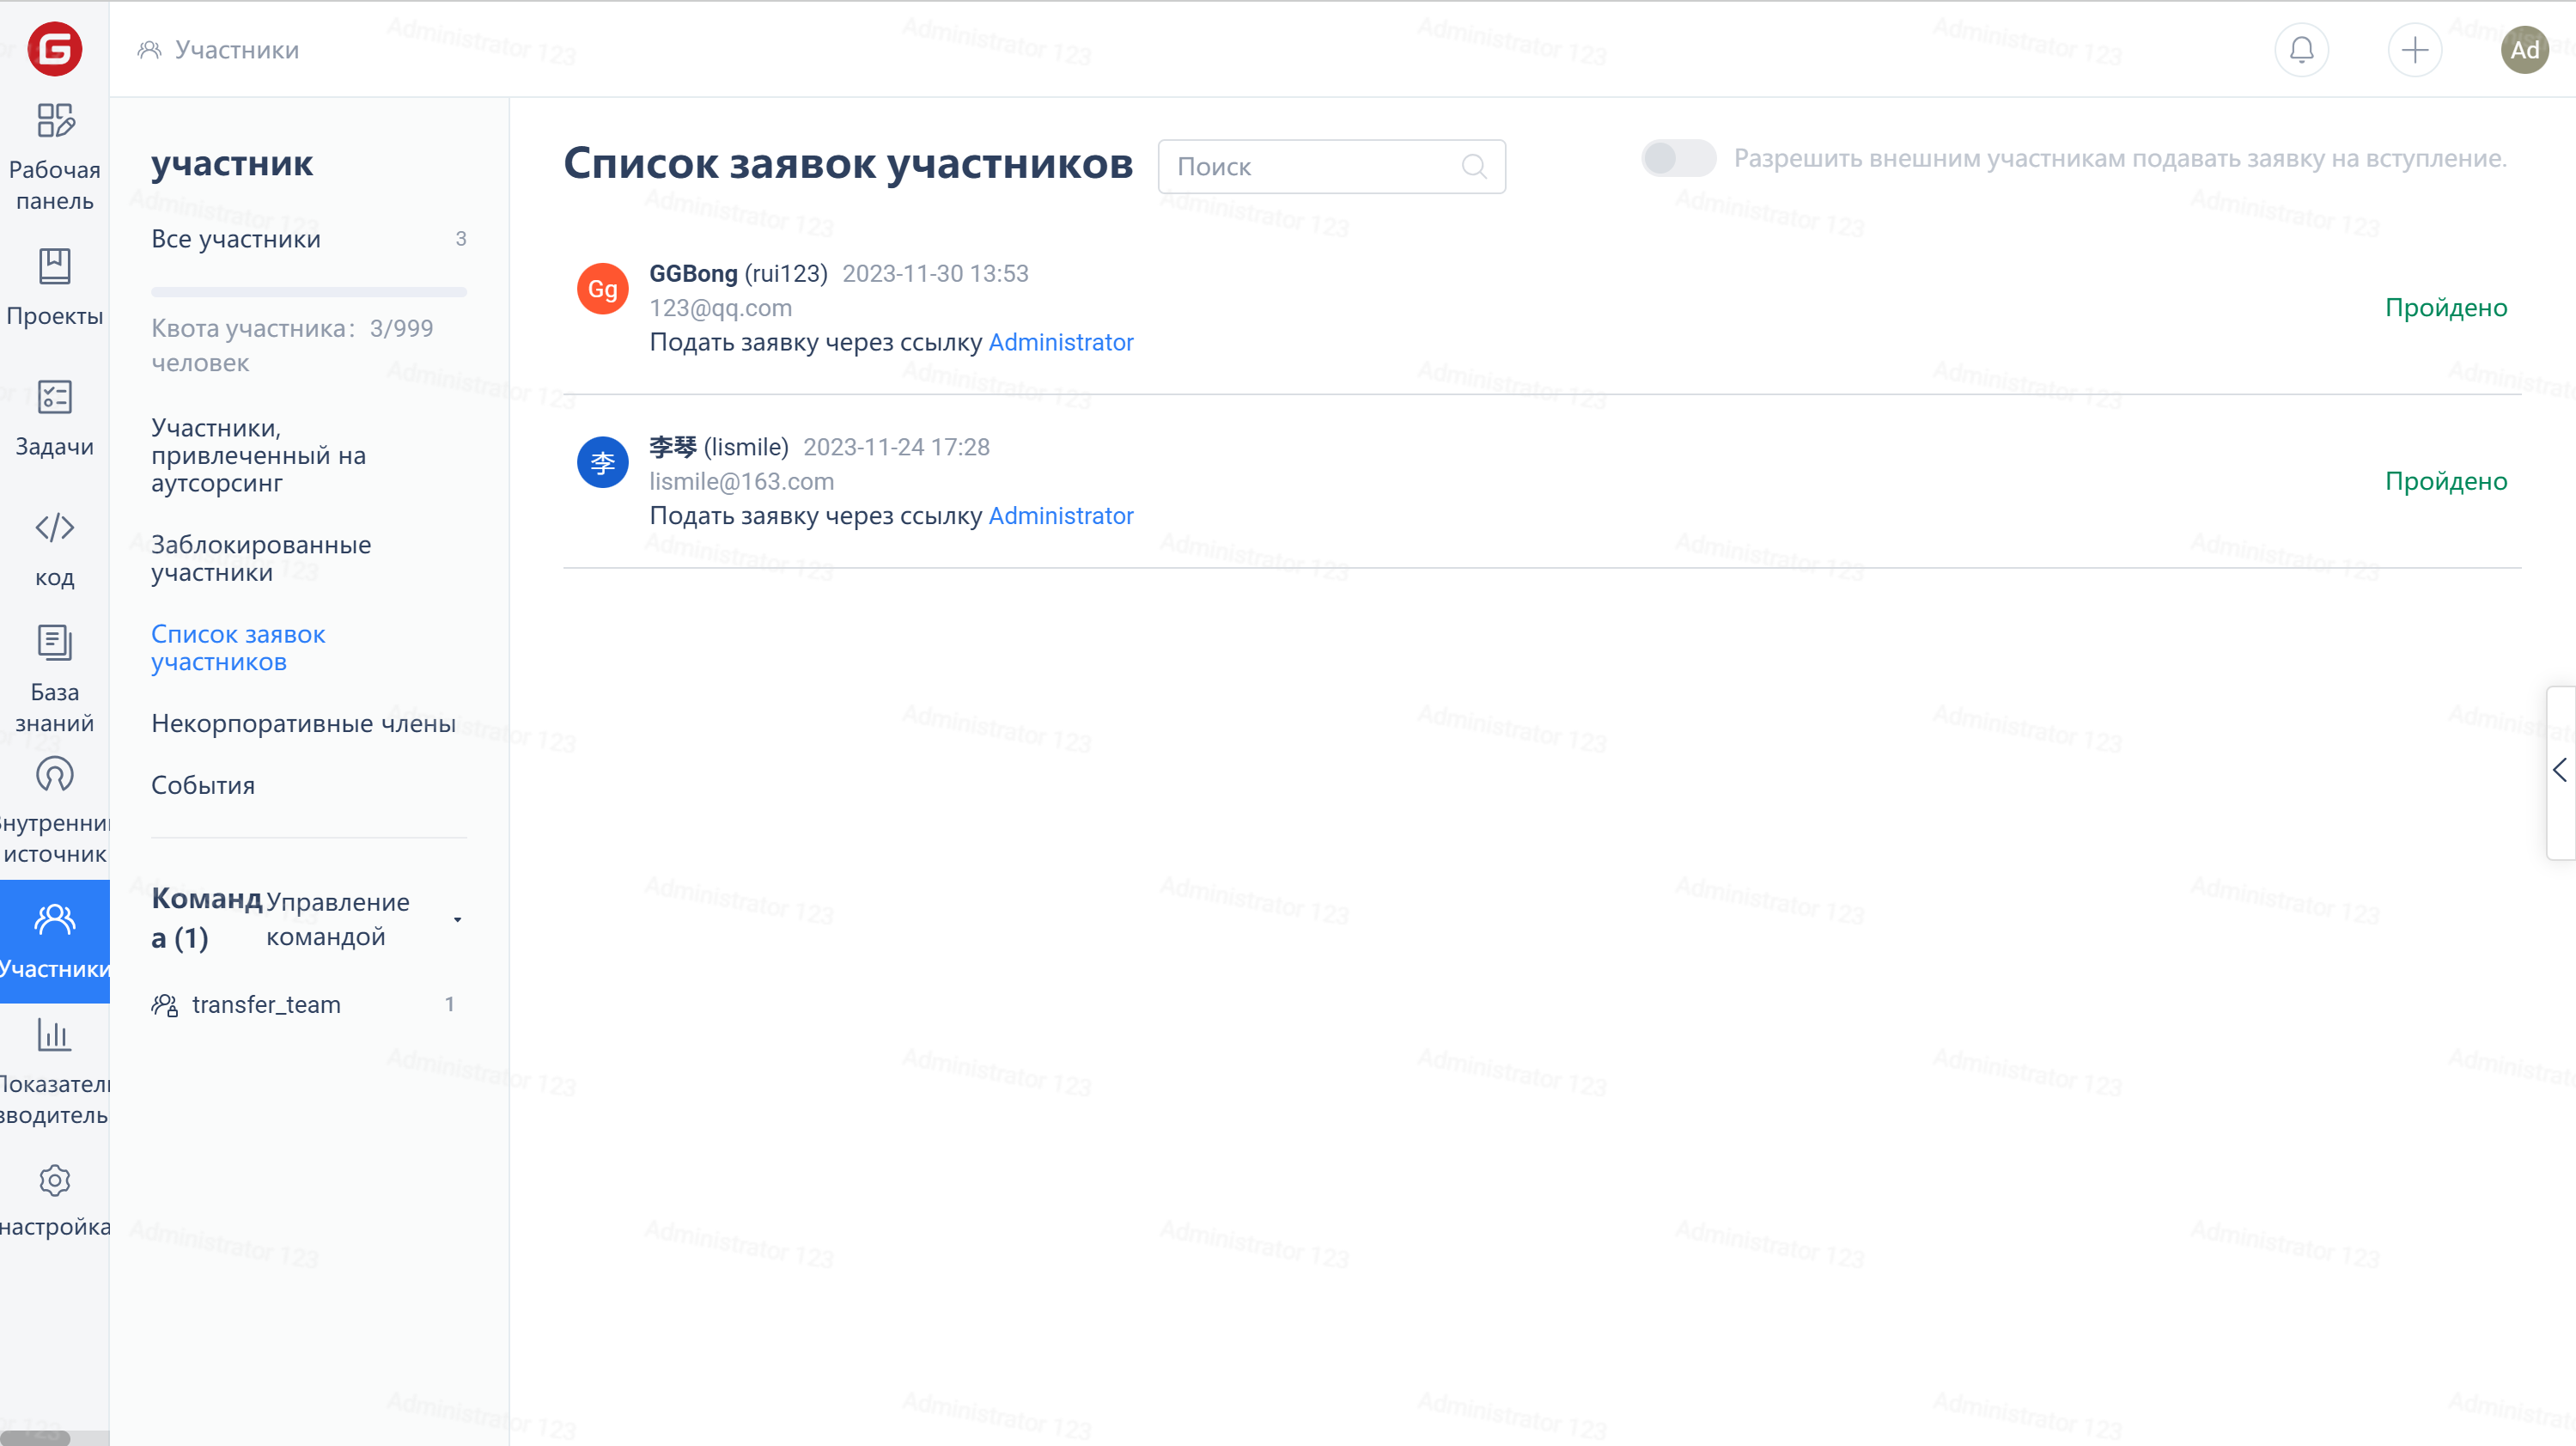 Участники
Ad
Рабочая
панель
Проекты
Задачи
код
База
знаний
источник
Участники
настройка
участник
Все участники 3
Квота участника: 3/999
человек
Участники,
привлеченный на
аутсорсинг
Заблокированные
участники
Список заявок
участников
Некорпоративные члены
События
Команд
а (1)
Управление
командой
transfer_team 1
Список заявок участников
Поиск
Разрешить внешним участникам подавать заявку на вступление.
Gg
GGBong (rui123) 2023-11-30 13:53
123@qq.com
Подать заявку через ссылку Administrator
Пройдено
李
李琴 (lismile) 2023-11-24 17:28
lismile@163.com
Подать заявку через ссылку Administrator
Пройдено
Administrator 123